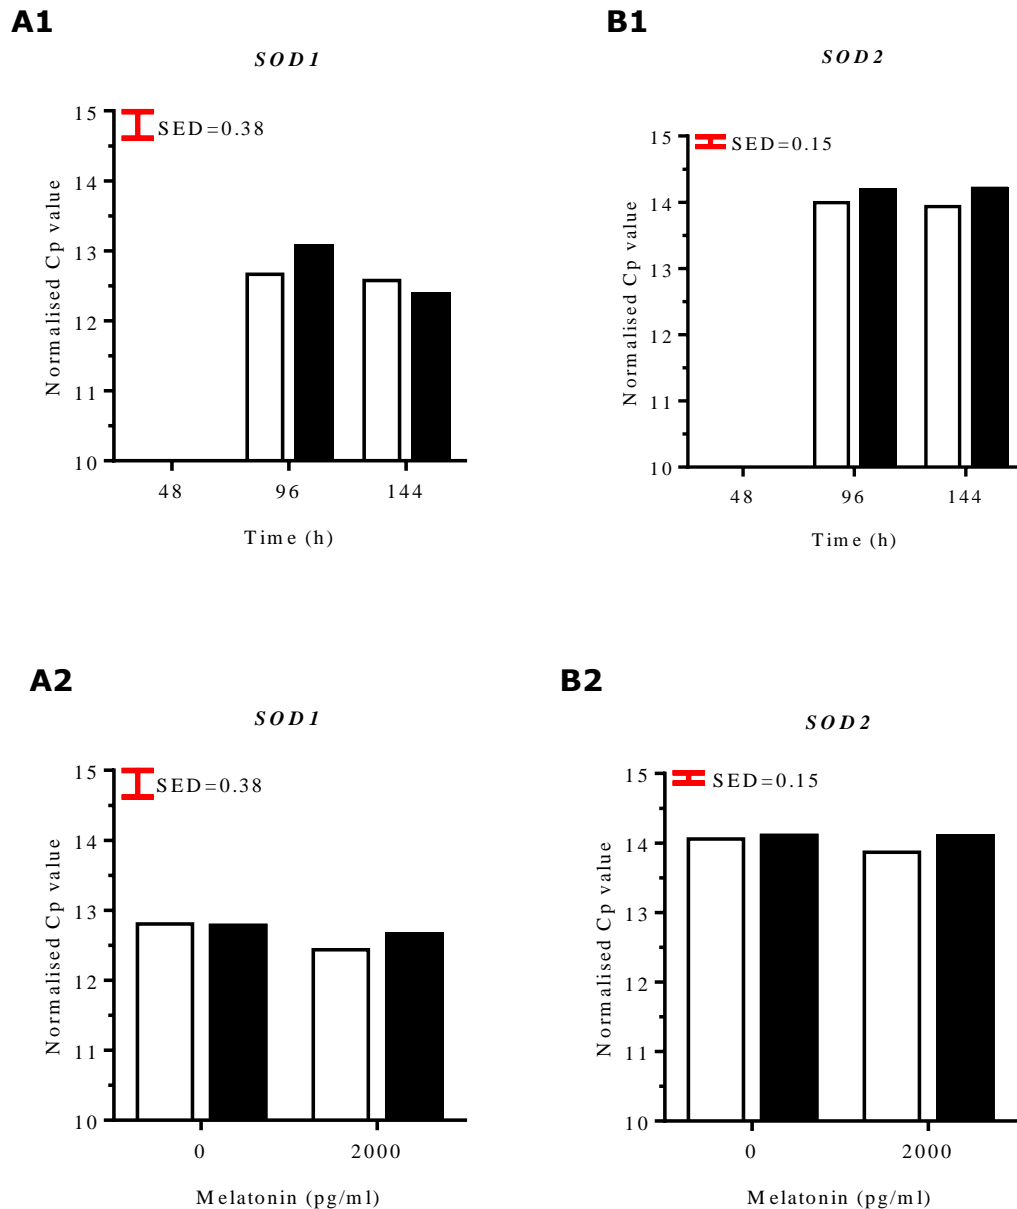 A1
SOD1
15
SED=0.38
14
13
12
11
10
Normalised Cp value
48 96 144
Time (h)
B1
SOD2
15
SED=0.15
14
13
12
11
10
Normalised Cp value
48 96 144
Time (h)
A2
SOD1
15
SED=0.38
14
13
12
11
10
Normalised Cp value
0 2000
Melatonin (pg/ml)
B2
SOD2
15
SED=0.15
14
13
12
11
10
Normalised Cp value
0 2000
Melatonin (pg/ml)